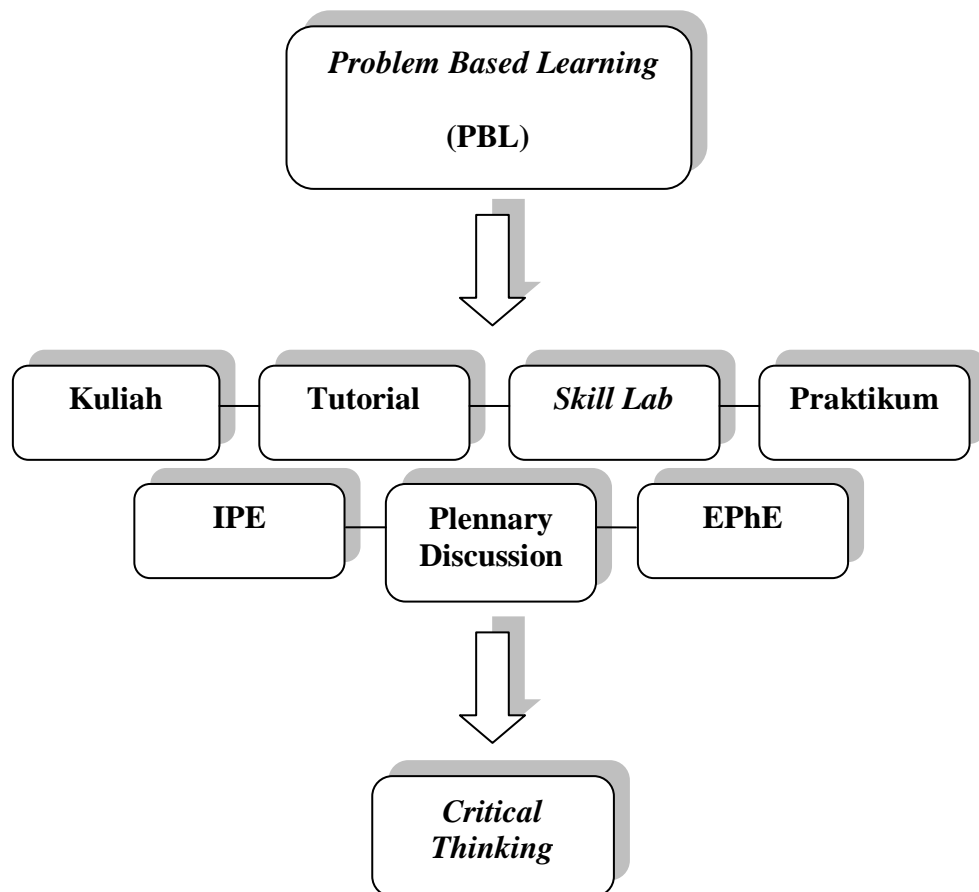 Problem Based Learning
(PBL)
Kuliah
Tutorial
Skill Lab
Praktikum
IPE
Plennary
Discussion
EPhE
Critical
Thinking